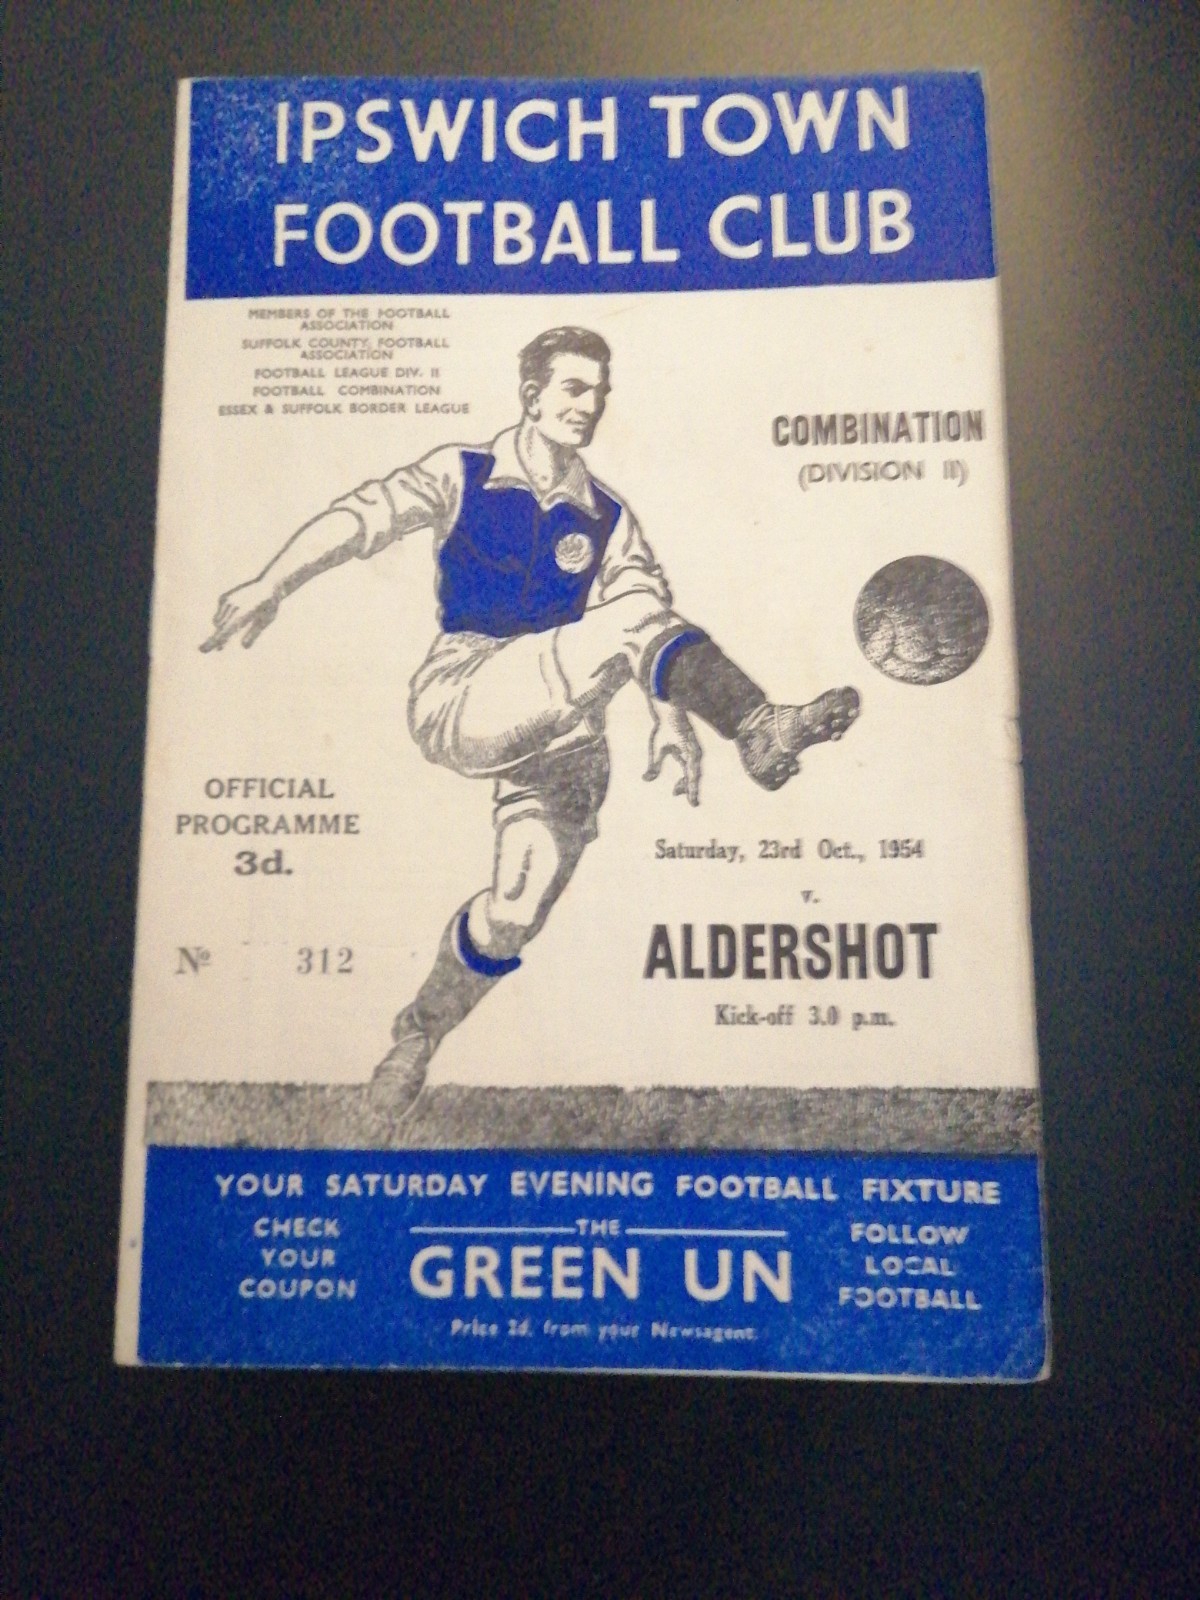 IPSWICH TOWN
FOOTBALL CLUB
MEMBERS OF THE FOOTBALL
ASSOCIATION
SUFFOLK COUNTY FOOTBALL
ASSOCIATION
FOOTBALL LEAGUE DIV. II
FOOTBALL COMBINATION
ESSEX & SUFFOLK BORDER LEAGUE
COMBINATION
(DIVISION II)
OFFICIAL
PROGRAMME
3d.
Nº 312
Saturday, 23rd Oct., 1954
v.
ALDERSHOT
Kick-off 3.0 p.m.
YOUR SATURDAY EVENING FOOTBALL FIXTURE
CHECK
YOUR
COUPON
THE
GREEN UN
Price 2d. from your Newsagent.
FOLLOW
LOCAL
FOOTBALL